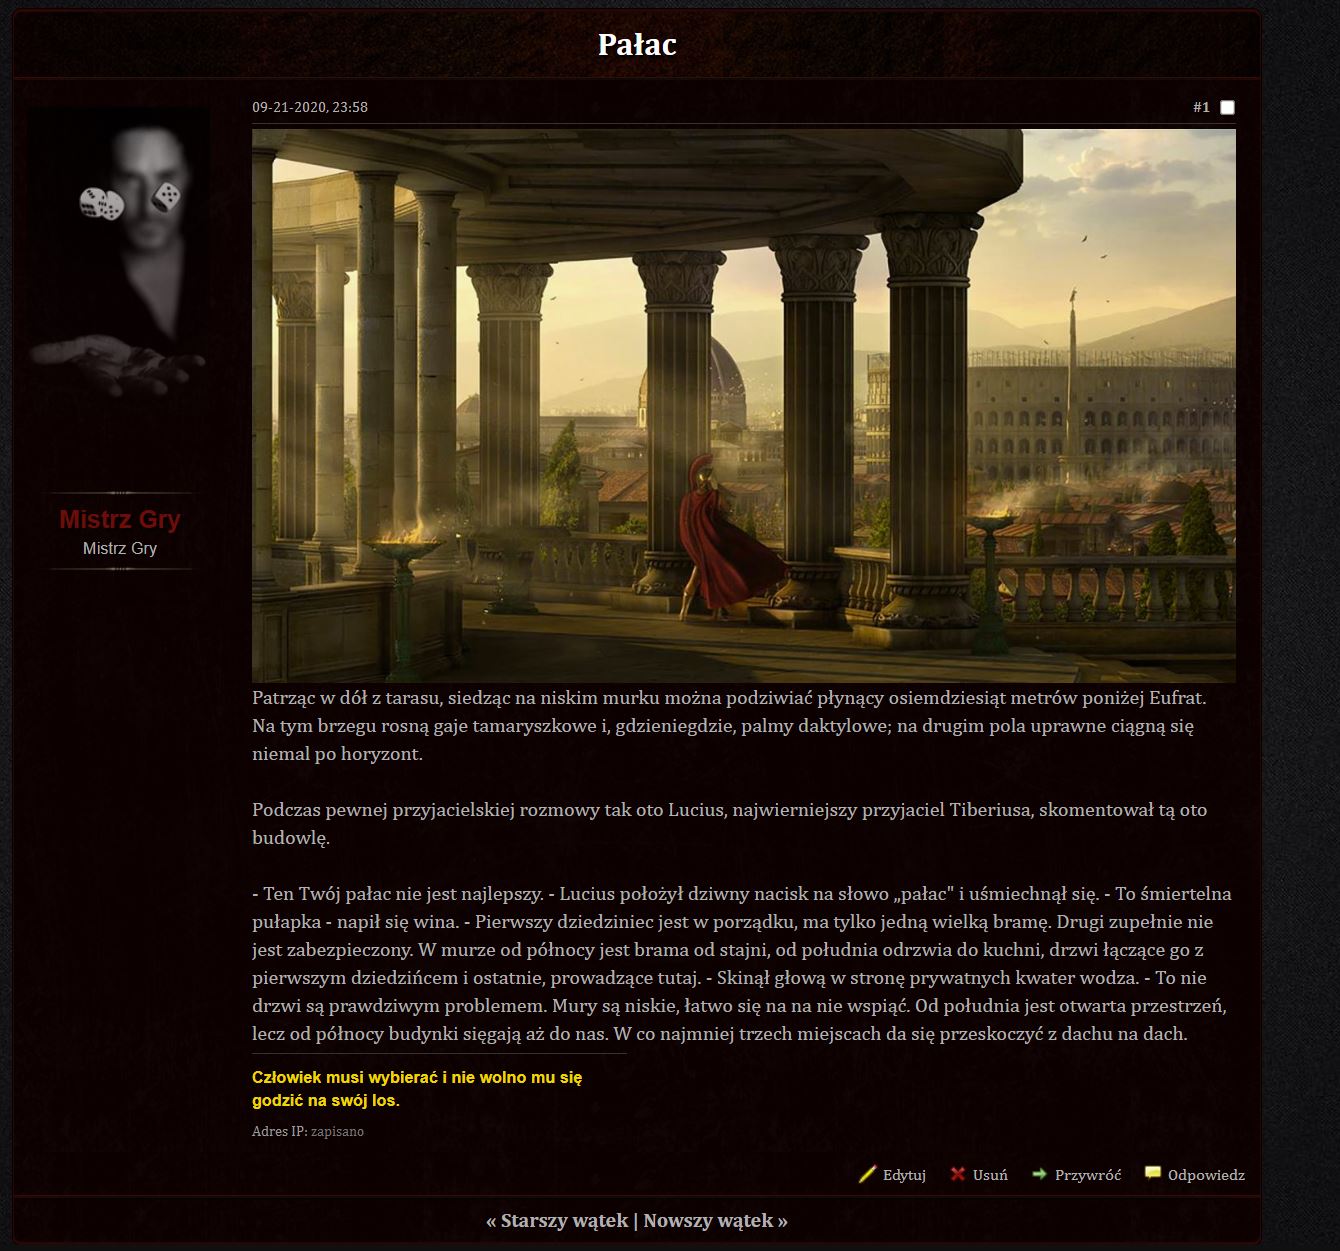 Pałac
09-21-2020, 23:58
#1
Mistrz Gry
Mistrz Gry
Patrząc w dół z tarasu, siedząc na niskim murku można podziwiać płynący osiemdziesiąt metrów poniżej Eufrat.
Na tym brzegu rosną gaje tamaryszkowe i, gdzieniegdzie, palmy daktylowe; na drugim pola uprawne ciągną się
niemal po horyzont.
Podczas pewnej przyjacielskiej rozmowy tak oto Lucius, najwierniejszy przyjaciel Tiberiusa, skomentował tą oto
budowlę.
- Ten Twój pałac nie jest najlepszy. - Lucius położył dziwny nacisk na słowo „pałac" i uśmiechnął się. - To śmiertelna
pułapka - napił się wina. - Pierwszy dziedziniec jest w porządku, ma tylko jedną wielką bramę. Drugi zupełnie nie
jest zabezpieczony. W murze od północy jest brama od stajni, od południa odrzwia do kuchni, drzwi łączące go z
pierwszym dziedzińcem i ostatnie, prowadzące tutaj. - Skinął głową w stronę prywatnych kwater wodza. - To nie
drzwi są prawdziwym problemem. Mury są niskie, łatwo się na na nie wspiąć. Od południa jest otwarta przestrzeń,
lecz od północy budynki sięgają aż do nas. W co najmniej trzech miejscach da się przeskoczyć z dachu na dach.
Człowiek musi wybierać i nie wolno mu się
godzić na swój los.
Adres IP: zapisano
Edytuj Usuń Przywróć Odpowiedz
« Starszy wątek | Nowszy wątek »